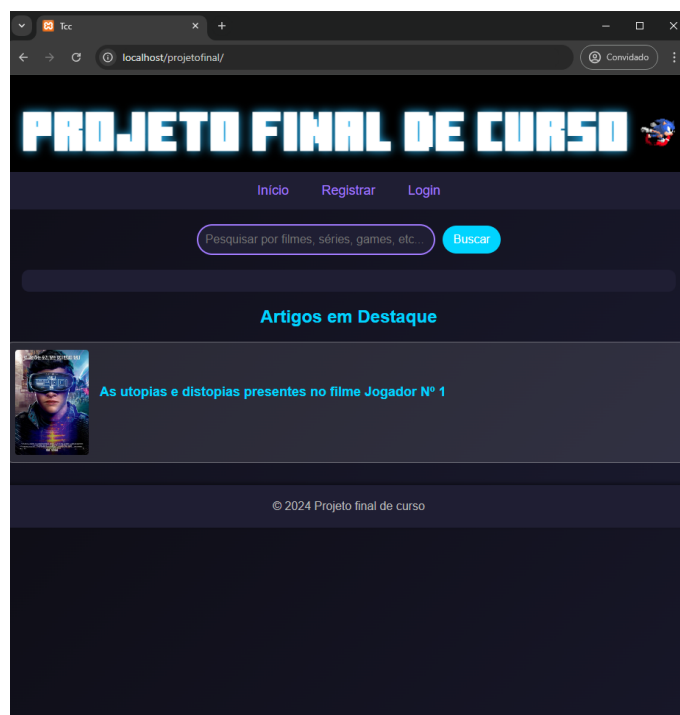 Tcc
localhost/projetofinal/
Convidado
PROJETO FINAL DE CURSO
Início Registrar Login
Pesquisar por filmes, séries, games, etc... Buscar
Artigos em Destaque
As utopias e distopias presentes no filme Jogador Nº 1
© 2024 Projeto final de curso